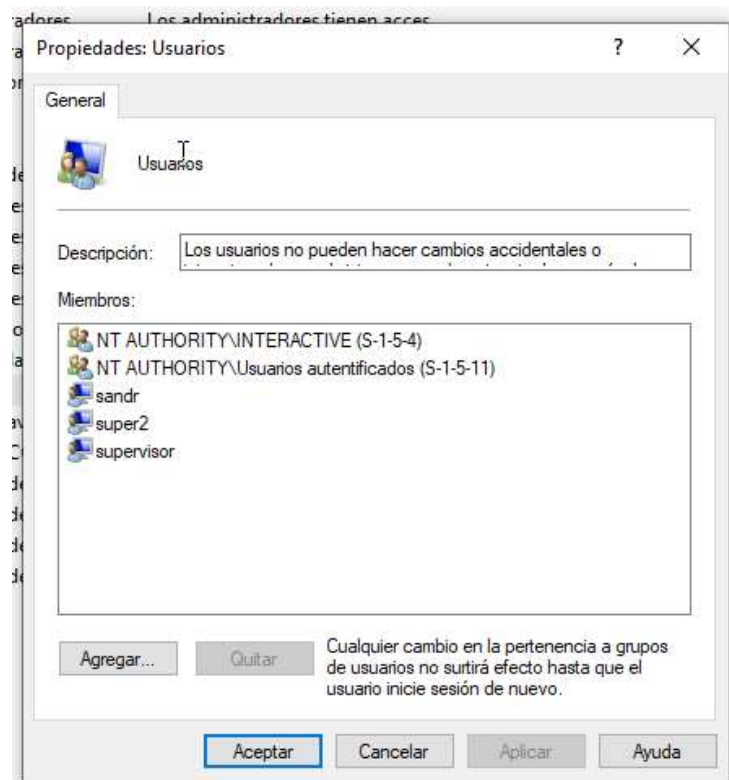 Los administradores tienen acces
Propiedades: Usuarios
?
General
Usuarios
Descripción:
Los usuarios no pueden hacer cambios accidentales o
Miembros:
NT AUTHORITY\INTERACTIVE (S-1-5-4)
NT AUTHORITY\Usuarios autentificados (S-1-5-11)
sandr
super2
supervisor
Agregar...
Quitar
Cualquier cambio en la pertenencia a grupos
de usuarios no surtirá efecto hasta que el
usuario inicie sesión de nuevo.
Aceptar
Cancelar
Aplicar
Ayuda